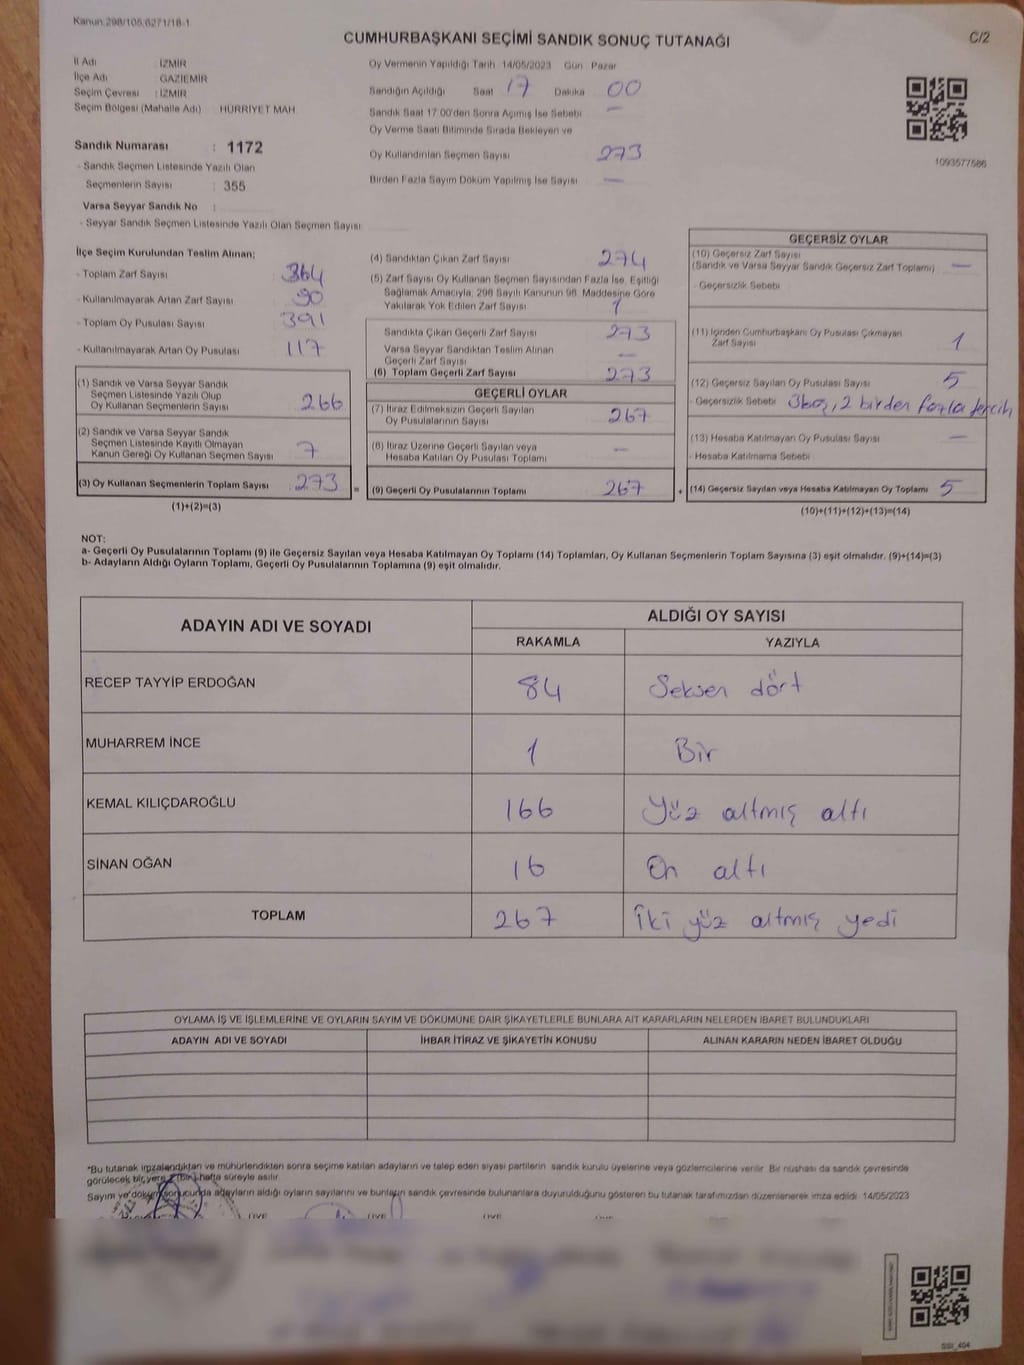 Kanun.298/105,6271/18-1
C/2
CUMHURBAŞKANI SEÇİMİ SANDIK SONUÇ TUTANAĞI
İl Adı : İZMİR
İlçe Adı : GAZİEMİR
Seçim Çevresi : İZMİR
Seçim Bölgesi (Mahalle Adı) HÜRRİYET MAH.
Sandık Numarası : 1172
- Sandık Seçmen Listesinde Yazılı Olan
Seçmenlerin Sayısı : 355
Varsa Seyyar Sandık No :
- Seyyar Sandık Seçmen Listesinde Yazılı Olan Seçmen Sayısı
Oy Vermenin Yapıldığı Tarih 14/05/2023 Gün Pazar
Sandığın Açıldığı Saat 17 Dakika 00
Sandık Saat 17:00'den Sonra Açımış İse Sebebi —
Oy Verme Saati Bitiminde Sırada Bekleyen ve
Oy Kullandırılan Seçmen Sayısı 273
Birden Fazla Sayım Döküm Yapılmış İse Sayısı —
1093577586
İlçe Seçim Kurulundan Teslim Alınan;
- Toplam Zarf Sayısı 364
- Kullanılmayarak Artan Zarf Sayısı 90
- Toplam Oy Pusulası Sayısı 391
- Kullanılmayarak Artan Oy Pusulası 117
(1) Sandık ve Varsa Seyyar Sandık
Seçmen Listesinde Yazılı Olup
Oy Kullanan Seçmenlerin Sayısı 266
(2) Sandık ve Varsa Seyyar Sandık
Seçmen Listesinde Kayıtlı Olmayan
Kanun Gereği Oy Kullanan Seçmen Sayısı 7
(3) Oy Kullanan Seçmenlerin Toplam Sayısı 273
(1)+(2)=(3)
(4) Sandıktan Çıkan Zarf Sayısı 274
(5) Zarf Sayısı Oy Kullanan Seçmen Sayısından Fazla İse, Eşitliği
Sağlamak Amacıyla; 298 Sayılı Kanunun 98. Maddesine Göre
Yakılarak Yok Edilen Zarf Sayısı 1
Sandıkta Çıkan Geçerli Zarf Sayısı 273
Varsa Seyyar Sandıktan Teslim Alınan
Geçerli Zarf Sayısı —
(6) Toplam Geçerli Zarf Sayısı 273
GEÇERLİ OYLAR
(7) İtiraz Edilmeksizin Geçerli Sayılan
Oy Pusulalarının Sayısı 267
(8) İtiraz Üzerine Geçerli Sayılan veya
Hesaba Katılan Oy Pusulası Toplamı —
= (9) Geçerli Oy Pusulalarının Toplamı 267 +
GEÇERSİZ OYLAR
(10) Geçersiz Zarf Sayısı
(Sandık ve Varsa Seyyar Sandık Geçersiz Zarf Toplamı) —
- Geçersizlik Sebebi
(11) İçinden Cumhurbaşkanı Oy Pusulası Çıkmayan
Zarf Sayısı 1
(12) Geçersiz Sayılan Oy Pusulası Sayısı 5
- Geçersizlik Sebebi 3 boş, 2 birden fazla tercih
(13) Hesaba Katılmayan Oy Pusulası Sayısı —
- Hesaba Katılmama Sebebi
(14) Geçersiz Sayılan veya Hesaba Katılmayan Oy Toplamı 5
(10)+(11)+(12)+(13)=(14)
NOT:
a- Geçerli Oy Pusulalarının Toplamı (9) ile Geçersiz Sayılan veya Hesaba Katılmayan Oy Toplamı (14) Toplamları, Oy Kullanan Seçmenlerin Toplam Sayısına (3) eşit olmalıdır. (9)+(14)=(3)
b- Adayların Aldığı Oyların Toplamı, Geçerli Oy Pusulalarının Toplamına (9) eşit olmalıdır.
ADAYIN ADI VE SOYADI ALDIĞI OY SAYISI
RAKAMLA YAZIYLA
RECEP TAYYİP ERDOĞAN 84 Seksen dört
MUHARREM İNCE 1 Bir
KEMAL KILIÇDAROĞLU 166 Yüz altmış altı
SİNAN OĞAN 16 On altı
TOPLAM 267 İki yüz altmış yedi
OYLAMA İŞ VE İŞLEMLERİNE VE OYLARIN SAYIM VE DÖKÜMÜNE DAİR ŞİKAYETLERLE BUNLARA AİT KARARLARIN NELERDEN İBARET BULUNDUKLARI
ADAYIN ADI VE SOYADI İHBAR İTİRAZ VE ŞİKAYETİN KONUSU ALINAN KARARIN NEDEN İBARET OLDUĞU
*Bu tutanak imzalandıktan ve mühürlendikten sonra seçime katılan adayların ve talep eden siyasi partilerin sandık kurulu üyelerine veya gözlemcilerine verilir. Bir nüshası da sandık çevresinde
görülecek bir yere 1 (bir) hafta süreyle asılır.
Sayım ve döküm sonucunda adayların aldığı oyların sayılarını ve bunların sandık çevresinde bulunanlara duyurulduğunu gösteren bu tutanak tarafımızdan düzenlenerek imza edildi. 14/05/2023
ÜYE ÜYE ÜYE ÜYE
SSI_404